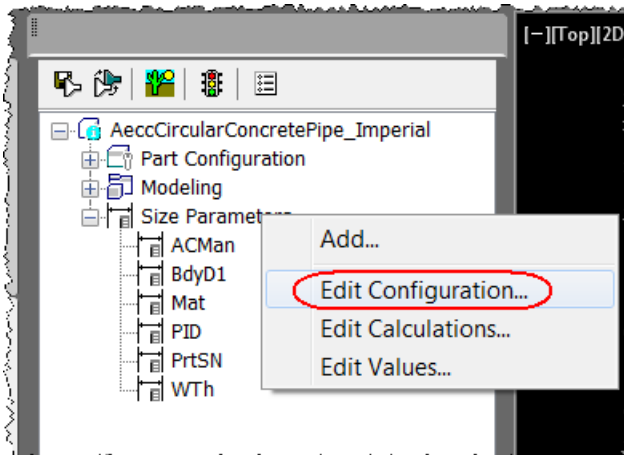 [−][Top][2D
AeccCircularConcretePipe_Imperial
Part Configuration
Modeling
Size Parameters
ACMan
BdyD1
Mat
PID
PrtSN
WTh
Add...
Edit Configuration...
Edit Calculations...
Edit Values...